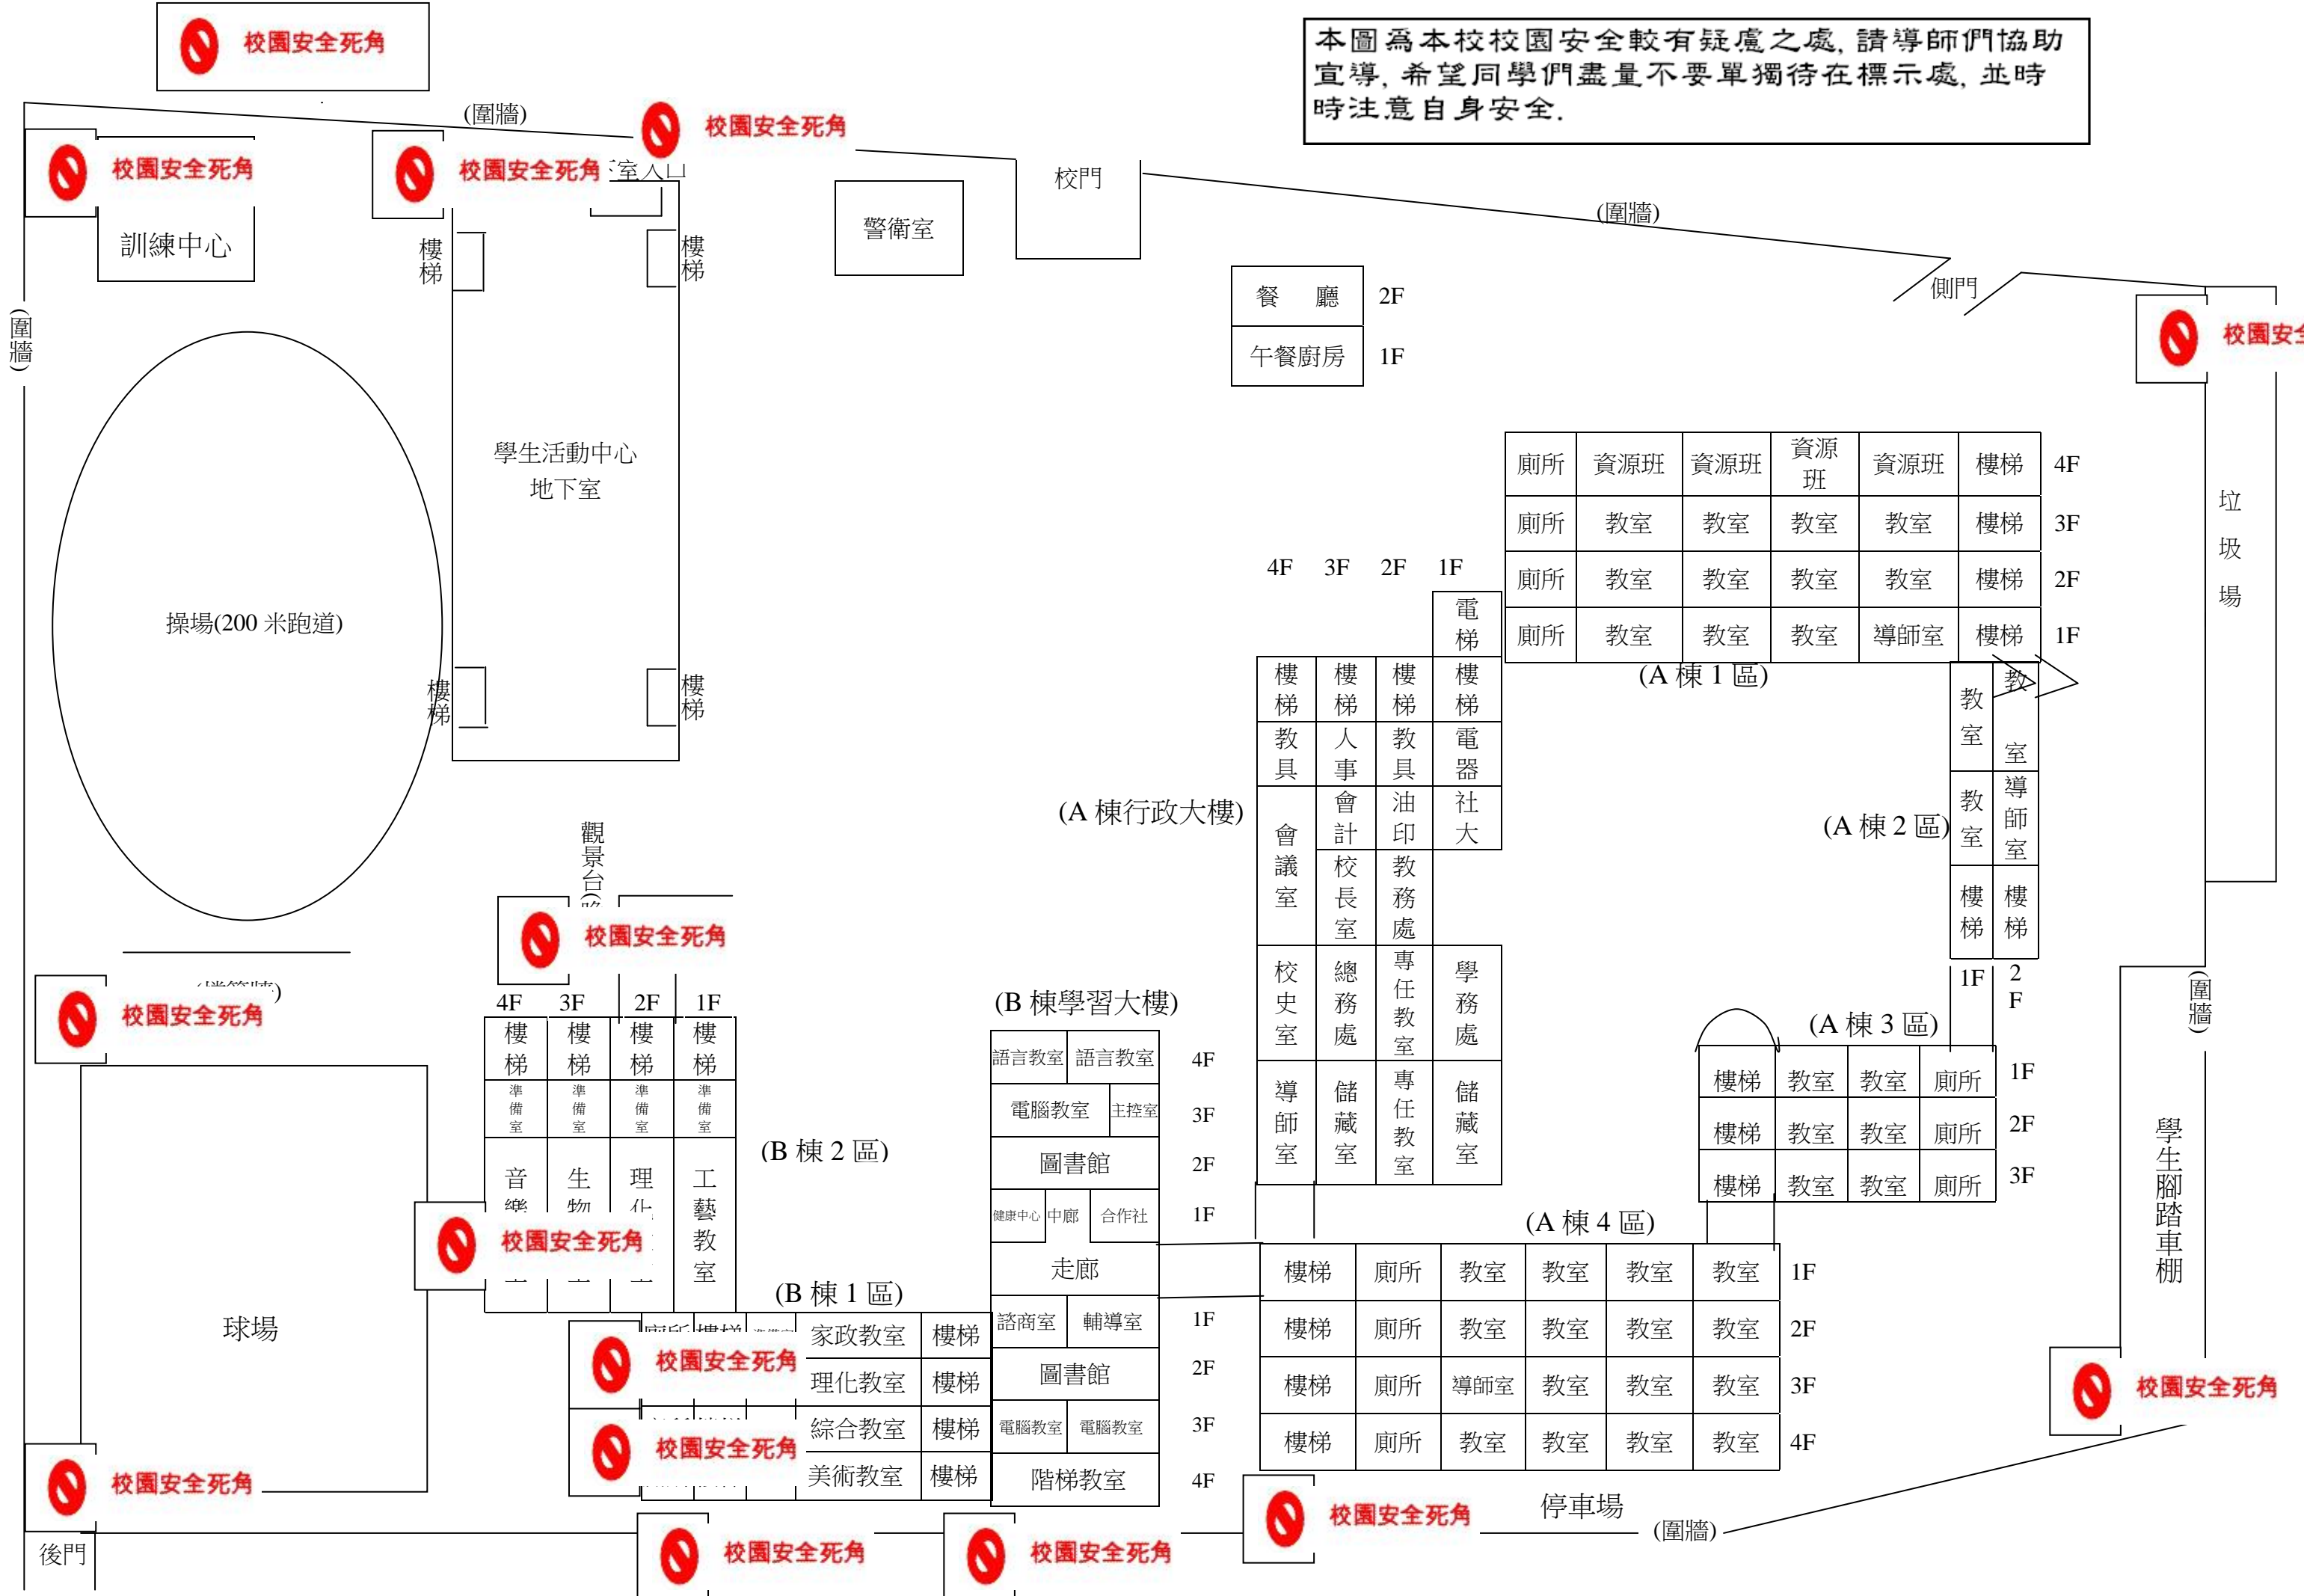 校園安全死角
本圖為本校校園安全較有疑慮之處,請導師們協助
宣導,希望同學們盡量不要單獨待在標示處,並時
時注意自身安全.
(圍牆)
校園安全死角
校園安全死角
校園安全死角
室入口
校門
警衛室
(圍牆)
側門
訓練中心
樓梯
樓梯
(圍牆)
餐 廳 2F
午餐廚房 1F
校園安全
學生活動中心
地下室
操場(200 米跑道)
樓梯
樓梯
垃圾場
廁所 資源班 資源班 資源班 資源班 樓梯 4F
廁所 教室 教室 教室 教室 樓梯 3F
廁所 教室 教室 教室 教室 樓梯 2F
廁所 教室 教室 教室 導師室 樓梯 1F
(A 棟 1 區)
4F 3F 2F 1F
電梯
樓梯 樓梯 樓梯 樓梯
教具 人事 教具 電器
會議室 會計 油印 社大
校長室 教務處
校史室 總務處 專任教室 學務處
導師室 儲藏室 專任教室 儲藏室
(A 棟行政大樓)
教室 教室
教室 導師室
樓梯 樓梯
1F 2F
(A 棟 2 區)
(圍牆)
觀景台
校園安全死角
校園安全死角
4F 3F 2F 1F
樓梯 樓梯 樓梯 樓梯
準備室 準備室 準備室 準備室
音樂 生物 理化 工藝教室
校園安全死角
(B 棟 2 區)
(B 棟學習大樓)
語言教室 語言教室 4F
電腦教室 主控室 3F
圖書館 2F
健康中心 中廊 合作社 1F
走廊
諮商室 輔導室 1F
圖書館 2F
電腦教室 電腦教室 3F
階梯教室 4F
(A 棟 3 區)
樓梯 教室 教室 廁所 1F
樓梯 教室 教室 廁所 2F
樓梯 教室 教室 廁所 3F
學生腳踏車棚
(A 棟 4 區)
樓梯 廁所 教室 教室 教室 教室 1F
樓梯 廁所 教室 教室 教室 教室 2F
樓梯 廁所 導師室 教室 教室 教室 3F
樓梯 廁所 教室 教室 教室 教室 4F
球場
(B 棟 1 區)
廁所 樓梯 家政教室 樓梯
校園安全死角
理化教室 樓梯
綜合教室 樓梯
校園安全死角
美術教室 樓梯
校園安全死角
校園安全死角
後門
校園安全死角
校園安全死角
校園安全死角
停車場
(圍牆)